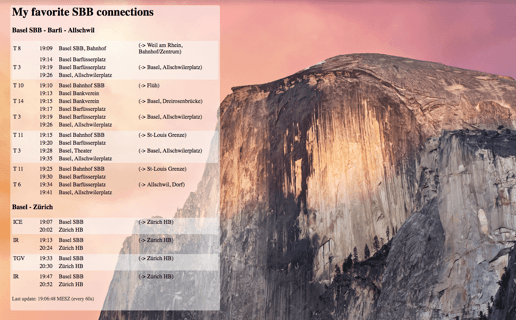 My favorite SBB connections
Basel SBB - Barfi - Allschwil
T 8 19:09 Basel SBB, Bahnhof (-> Weil am Rhein, Bahnhof/Zentrum)
19:14 Basel Barfüsserplatz
T 3 19:19 Basel Barfüsserplatz (-> Basel, Allschwilerplatz)
19:26 Basel, Allschwilerplatz
T 10 19:10 Basel Bahnhof SBB (-> Flüh)
19:13 Basel Bankverein
T 14 19:15 Basel Bankverein (-> Basel, Dreirosenbrücke)
19:17 Basel Barfüsserplatz
T 3 19:19 Basel Barfüsserplatz (-> Basel, Allschwilerplatz)
19:26 Basel, Allschwilerplatz
T 11 19:15 Basel Bahnhof SBB (-> St-Louis Grenze)
19:20 Basel Barfüsserplatz
T 3 19:28 Basel, Theater (-> Basel, Allschwilerplatz)
19:35 Basel, Allschwilerplatz
T 11 19:25 Basel Bahnhof SBB (-> St-Louis Grenze)
19:30 Basel Barfüsserplatz
T 6 19:34 Basel Barfüsserplatz (-> Allschwil, Dorf)
19:41 Basel, Allschwilerplatz
Basel - Zürich
ICE 19:07 Basel SBB (-> Zürich HB)
20:02 Zürich HB
IR 19:13 Basel SBB (-> Zürich HB)
20:24 Zürich HB
TGV 19:33 Basel SBB (-> Zürich HB)
20:30 Zürich HB
IR 19:47 Basel SBB (-> Zürich HB)
20:52 Zürich HB
Last update: 19:06:48 MESZ (every 60s)